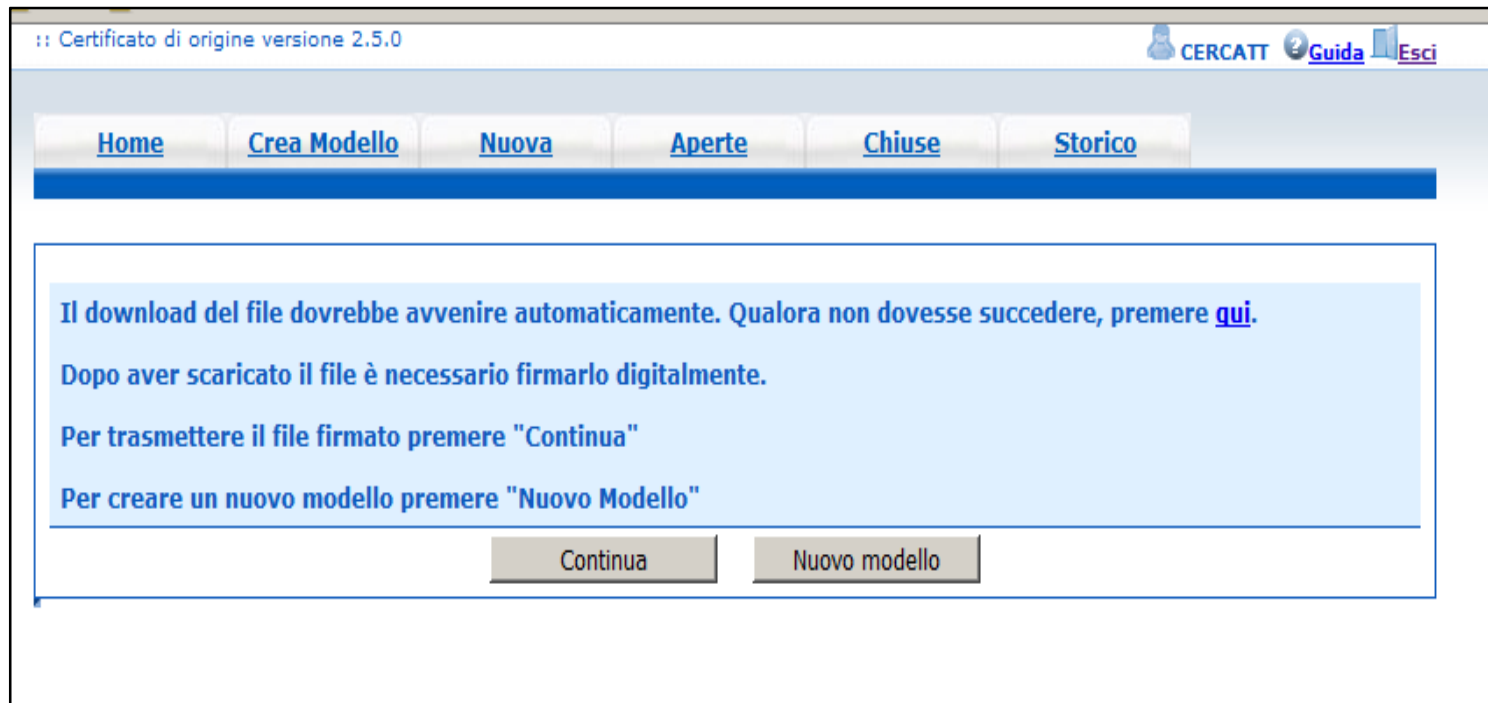 :: Certificato di origine versione 2.5.0
CERCATT Guida Esci
Home Crea Modello Nuova Aperte Chiuse Storico
Il download del file dovrebbe avvenire automaticamente. Qualora non dovesse succedere, premere qui.
Dopo aver scaricato il file è necessario firmarlo digitalmente.
Per trasmettere il file firmato premere "Continua"
Per creare un nuovo modello premere "Nuovo Modello"
Continua Nuovo modello